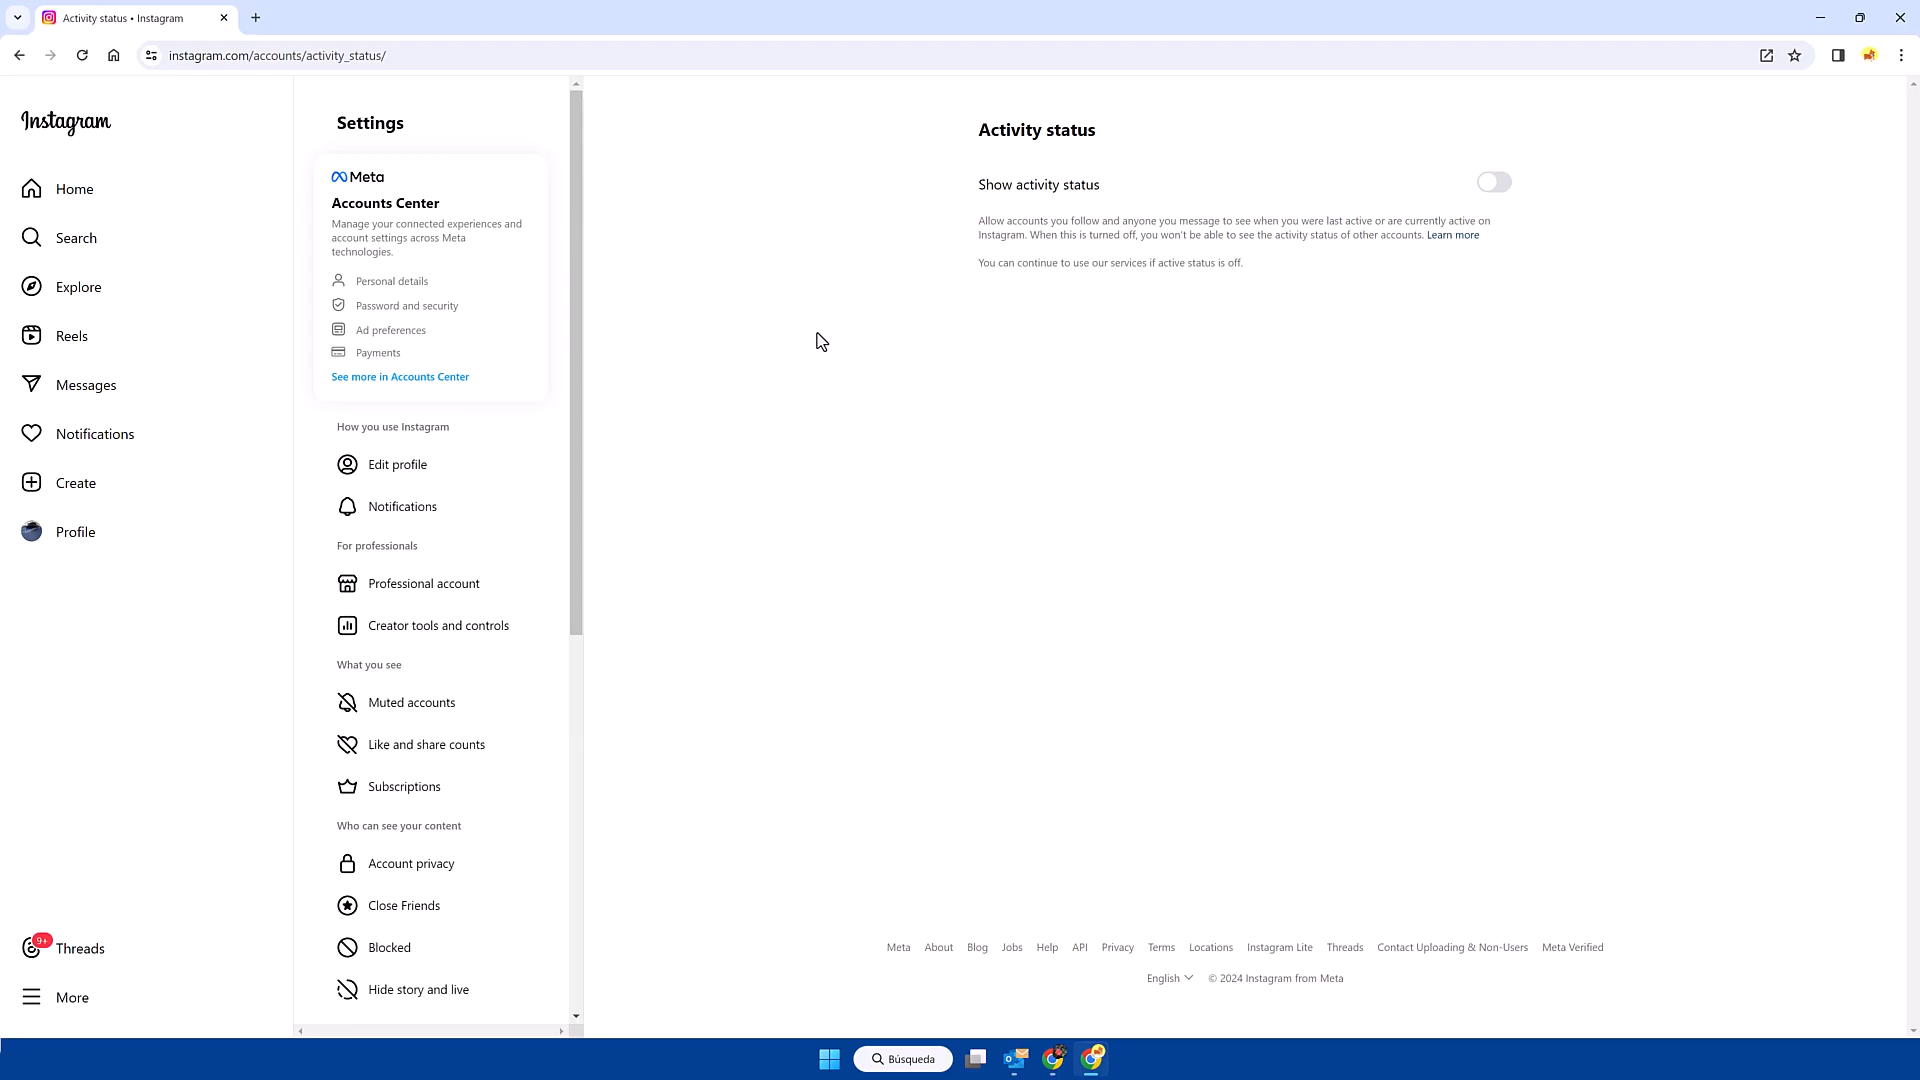 Activity status • Instagram
instagram.com/accounts/activity_status/
Instagram
Home
Search
Explore
Reels
Messages
Notifications
Create
Profile
9+
Threads
More
Settings
Meta
Accounts Center
Manage your connected experiences and
account settings across Meta
technologies.
Personal details
Password and security
Ad preferences
Payments
See more in Accounts Center
How you use Instagram
Edit profile
Notifications
For professionals
Professional account
Creator tools and controls
What you see
Muted accounts
Like and share counts
Subscriptions
Who can see your content
Account privacy
Close Friends
Blocked
Hide story and live
Activity status
Show activity status
Allow accounts you follow and anyone you message to see when you were last active or are currently active on
Instagram. When this is turned off, you won't be able to see the activity status of other accounts. Learn more
You can continue to use our services if active status is off.
Meta About Blog Jobs Help API Privacy Terms Locations Instagram Lite Threads Contact Uploading & Non-Users Meta Verified
English © 2024 Instagram from Meta
Búsqueda